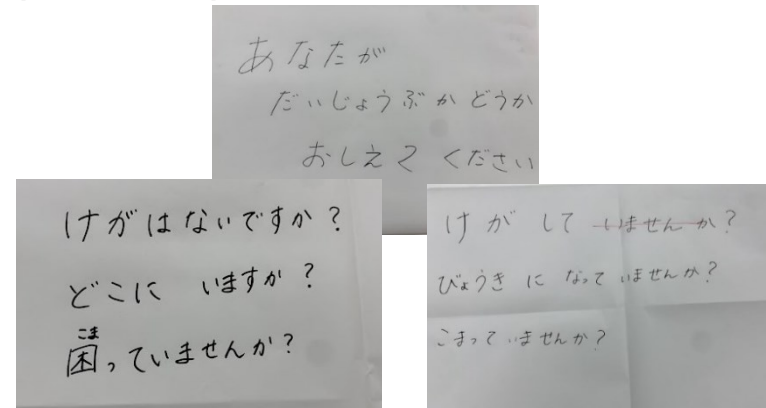 あなたが
だいじょうぶかどうか
おしえてください
けがはないですか？
どこに いますか？
こま
困っていませんか？
けが して いませんか？
びょうき に なって いませんか？
こまって いませんか？